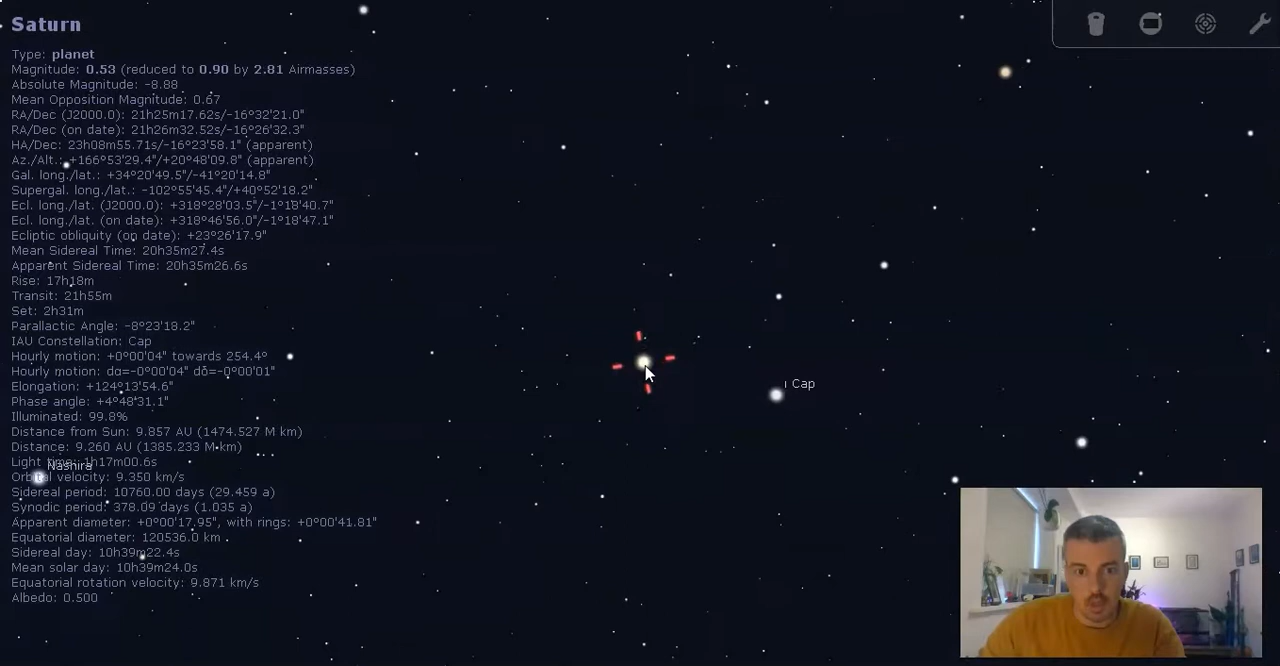 Saturn
Type: planet
Magnitude: 0.53 (reduced to 0.90 by 2.81 Airmasses)
Absolute Magnitude: -8.88
Mean Opposition Magnitude: 0.67
RA/Dec (J2000.0): 21h25m17.62s/-16°32'21.0"
RA/Dec (on date): 21h26m32.52s/-16°26'32.3"
HA/Dec: 23h08m55.71s/-16°23'58.1" (apparent)
Az./Alt.: +166°53'29.4"/+20°48'09.8" (apparent)
Gal. long./lat.: +34°20'49.5"/-41°20'14.8"
Supergal. long./lat.: -102°55'45.4"/+40°52'18.2"
Ecl. long./lat. (J2000.0): +318°28'03.5"/-1°18'40.7"
Ecl. long./lat. (on date): +318°46'56.0"/-1°18'47.1"
Ecliptic obliquity (on date): +23°26'17.9"
Mean Sidereal Time: 20h35m27.4s
Apparent Sidereal Time: 20h35m26.6s
Rise: 17h18m
Transit: 21h55m
Set: 2h31m
Parallactic Angle: -8°23'18.2"
IAU Constellation: Cap
Hourly motion: +0°00'04" towards 254.4°
Hourly motion: dα=-0°00'04" dδ=-0°00'01"
Elongation: +124°13'54.6"
Phase angle: +4°48'31.1"
Illuminated: 99.8%
Distance from Sun: 9.857 AU (1474.527 M km)
Distance: 9.260 AU (1385.233 M km)
Light time: 1h17m00.6s
Orbital velocity: 9.350 km/s
Sidereal period: 10760.00 days (29.459 a)
Synodic period: 378.09 days (1.035 a)
Apparent diameter: +0°00'17.95", with rings: +0°00'41.81"
Equatorial diameter: 120536.0 km
Sidereal day: 10h39m22.4s
Mean solar day: 10h39m24.0s
Equatorial rotation velocity: 9.871 km/s
Albedo: 0.500
Nashira
ι Cap